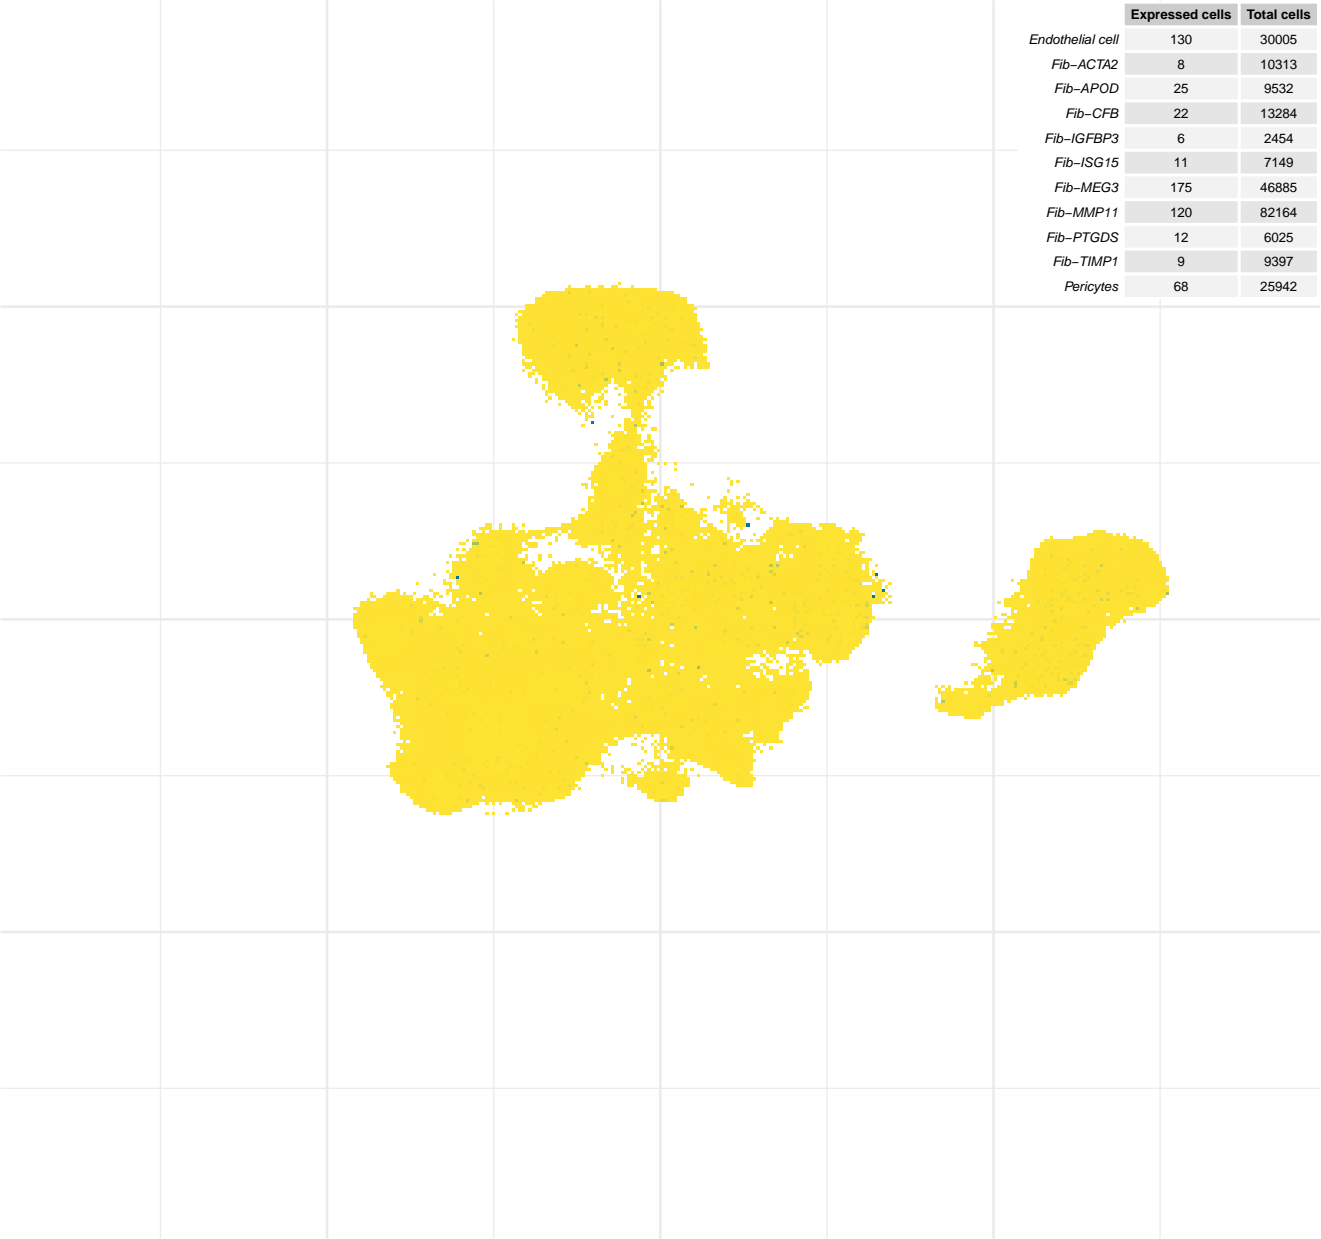 Expressed cells Total cells
Endothelial cell 130 30005
Fib−ACTA2 8 10313
Fib−APOD 25 9532
Fib−CFB 22 13284
Fib−IGFBP3 6 2454
Fib−ISG15 11 7149
Fib−MEG3 175 46885
Fib−MMP11 120 82164
Fib−PTGDS 12 6025
Fib−TIMP1 9 9397
Pericytes 68 25942